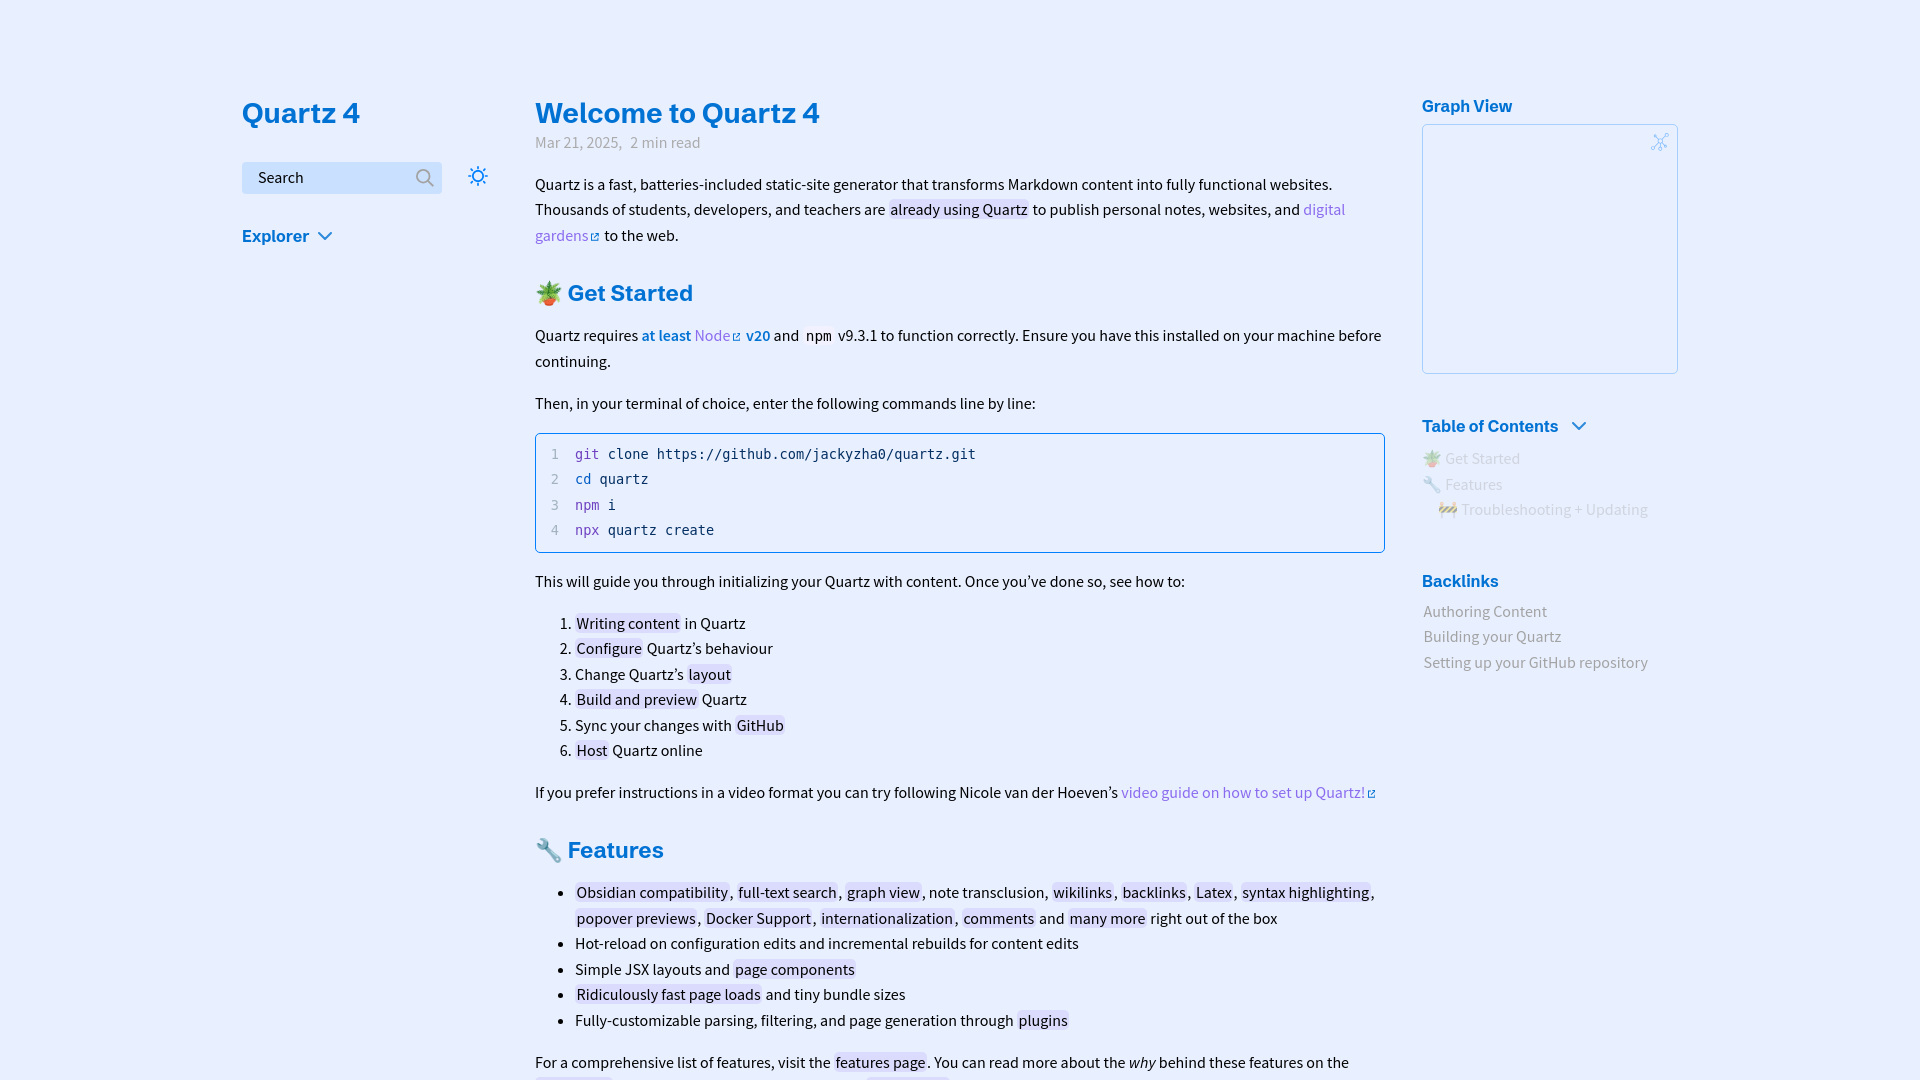 Quartz 4
Search
Explorer
Welcome to Quartz 4
Mar 21, 2025, 2 min read
Quartz is a fast, batteries-included static-site generator that transforms Markdown content into fully functional websites.
Thousands of students, developers, and teachers are already using Quartz to publish personal notes, websites, and digital
gardens to the web.
🪴 Get Started
Quartz requires at least Node v20 and npm v9.3.1 to function correctly. Ensure you have this installed on your machine before
continuing.
Then, in your terminal of choice, enter the following commands line by line:
1 git clone https://github.com/jackyzha0/quartz.git
2 cd quartz
3 npm i
4 npx quartz create
This will guide you through initializing your Quartz with content. Once you’ve done so, see how to:
1. Writing content in Quartz
2. Configure Quartz’s behaviour
3. Change Quartz’s layout
4. Build and preview Quartz
5. Sync your changes with GitHub
6. Host Quartz online
If you prefer instructions in a video format you can try following Nicole van der Hoeven’s video guide on how to set up Quartz!
🔧 Features
• Obsidian compatibility, full-text search, graph view, note transclusion, wikilinks, backlinks, Latex, syntax highlighting,
popover previews, Docker Support, internationalization, comments and many more right out of the box
• Hot-reload on configuration edits and incremental rebuilds for content edits
• Simple JSX layouts and page components
• Ridiculously fast page loads and tiny bundle sizes
• Fully-customizable parsing, filtering, and page generation through plugins
For a comprehensive list of features, visit the features page. You can read more about the why behind these features on the
Graph View
Table of Contents
🪴 Get Started
🔧 Features
🚧 Troubleshooting + Updating
Backlinks
Authoring Content
Building your Quartz
Setting up your GitHub repository